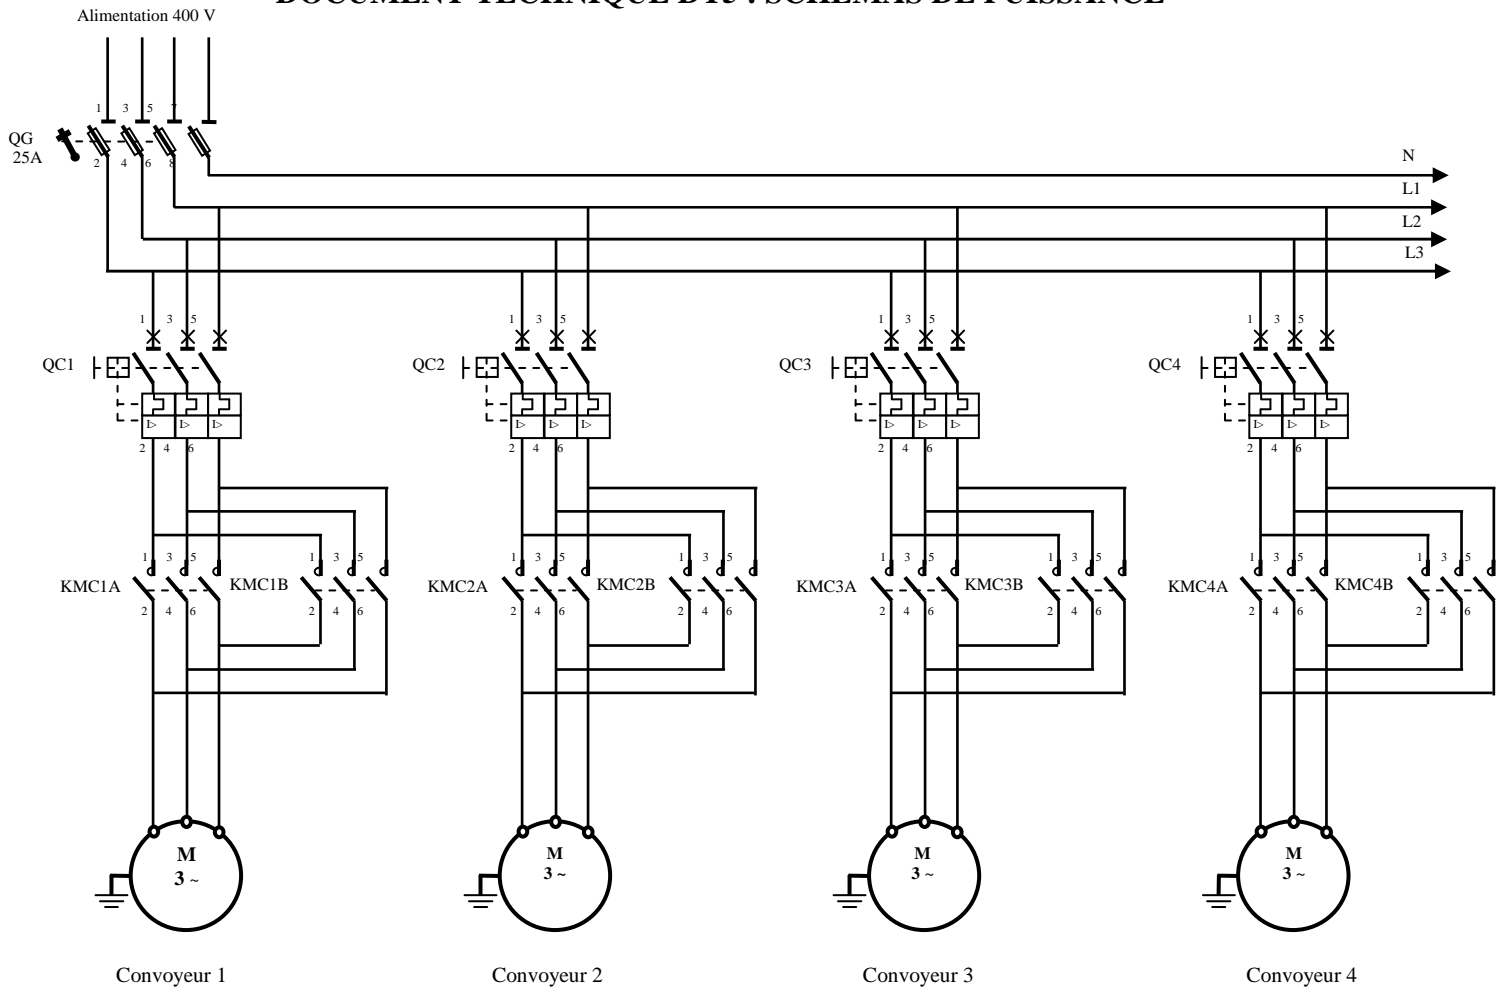 DOCUMENT TECHNIQUE DT5 : SCHEMAS DE PUISSANCE
Alimentation 400 V
1 3 5 7
QG
25A
2 4 6 8
N
L1
L2
L3
1 3 5 1 3 5 1 3 5 1 3 5
QC1 QC2 QC3 QC4
I> I> I> I> I> I> I> I> I> I> I> I>
2 4 6 2 4 6 2 4 6 2 4 6
1 3 5 1 3 5 1 3 5 1 3 5 1 3 5 1 3 5 1 3 5 1 3 5
KMC1A KMC1B KMC2A KMC2B KMC3A KMC3B KMC4A KMC4B
2 4 6 2 4 6 2 4 6 2 4 6 2 4 6 2 4 6 2 4 6 2 4 6
M M M M
3 ~ 3 ~ 3 ~ 3 ~
Convoyeur 1 Convoyeur 2 Convoyeur 3 Convoyeur 4